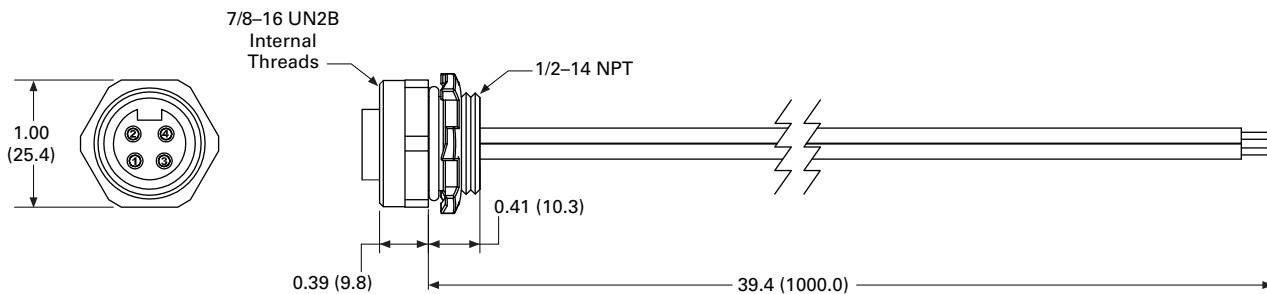 7/8–16 UN2B
Internal
Threads
1/2–14 NPT
1.00
(25.4)
2 4
1 3
0.41 (10.3)
0.39 (9.8)
39.4 (1000.0)